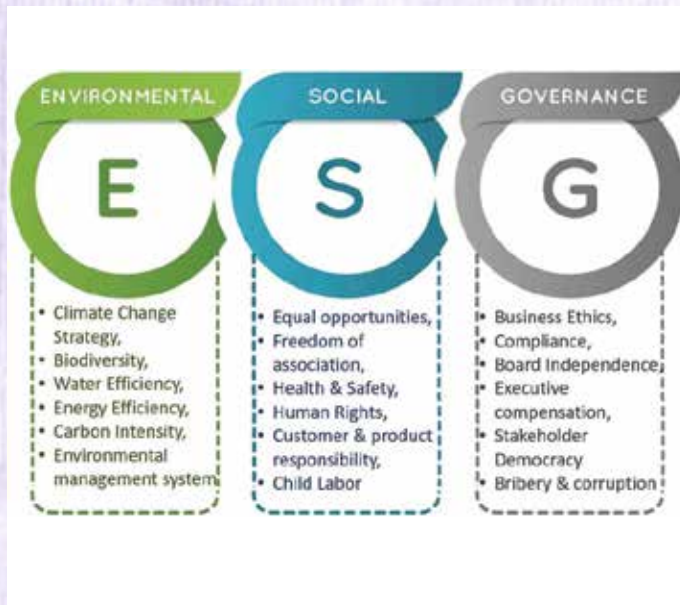 ENVIRONMENTAL
E
• Climate Change
Strategy,
• Biodiversity,
• Water Efficiency,
• Energy Efficiency,
• Carbon Intensity,
• Environmental
management system
SOCIAL
S
• Equal opportunities,
• Freedom of
association,
• Health & Safety,
• Human Rights,
• Customer & product
responsibility,
• Child Labor
GOVERNANCE
G
• Business Ethics,
• Compliance,
• Board Independence,
• Executive
compensation,
• Stakeholder
Democracy
• Bribery & corruption